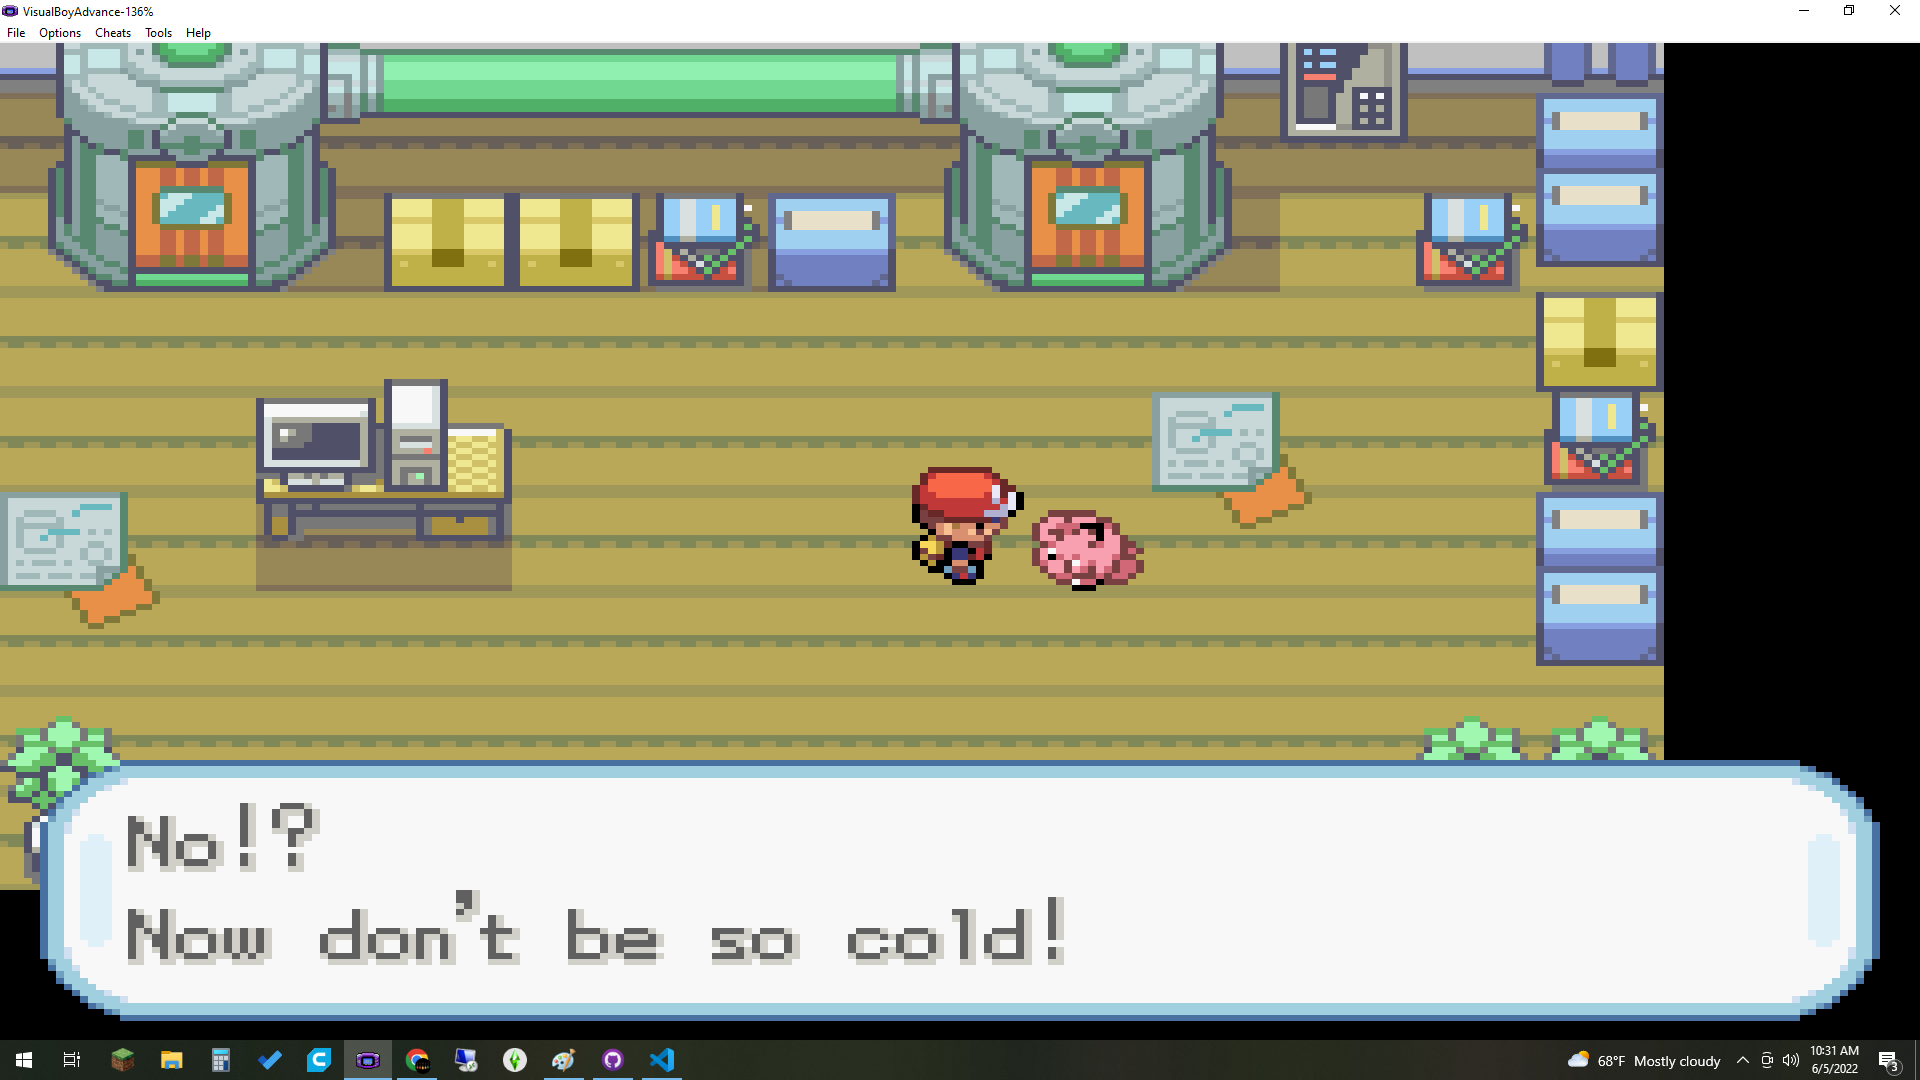 VisualBoyAdvance-136%
File Options Cheats Tools Help
No!?
Now don't be so cold!
68°F Mostly cloudy
10:31 AM
6/5/2022
3